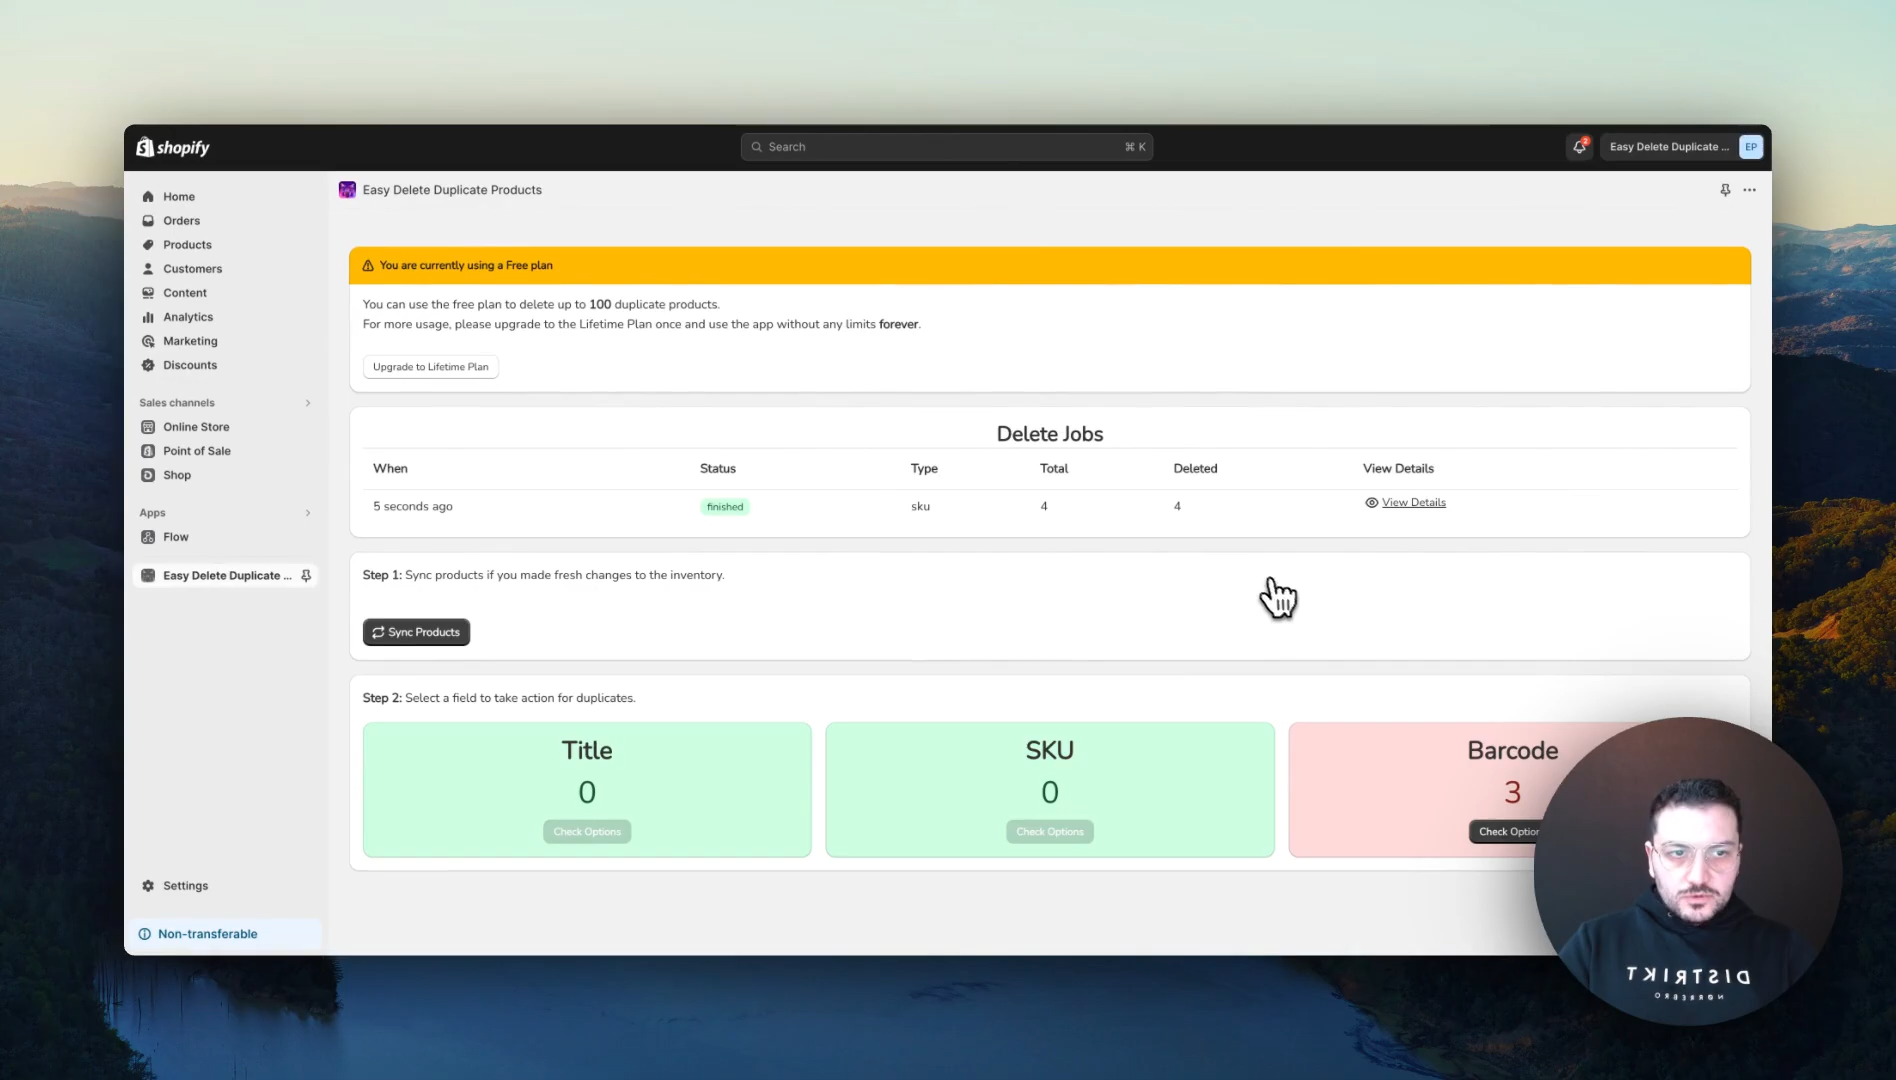 shopify
Search
⌘ K
2
Easy Delete Duplicate ...
EP
Home
Orders
Products
Customers
Content
Analytics
Marketing
Discounts
Sales channels
Online Store
Point of Sale
Shop
Apps
Flow
Easy Delete Duplicate ...
Settings
Non-transferable
Easy Delete Duplicate Products
You are currently using a Free plan
You can use the free plan to delete up to 100 duplicate products.
For more usage, please upgrade to the Lifetime Plan once and use the app without any limits forever.
Upgrade to Lifetime Plan
Delete Jobs
When Status Type Total Deleted View Details
5 seconds ago finished sku 4 4 View Details
Step 1: Sync products if you made fresh changes to the inventory.
Sync Products
Step 2: Select a field to take action for duplicates.
Title SKU Barcode
0 0 3
Check Options Check Options Check Option
DISTRIKT
NØRREBRO